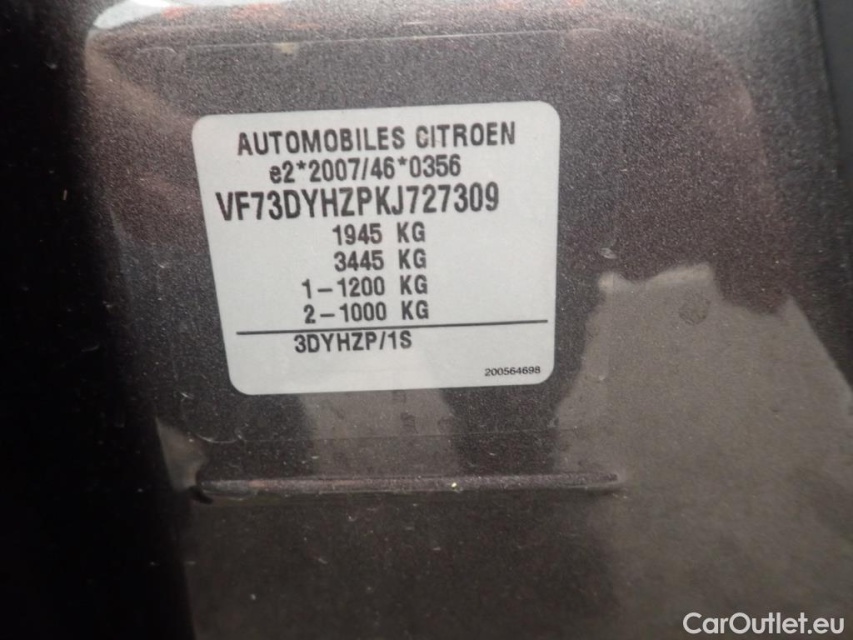 AUTOMOBILES CITROEN
e2*2007/46*0356
VF73DYHZPKJ727309
1945 KG
3445 KG
1-1200 KG
2-1000 KG
3DYHZP/1S
200564698
CarOutlet.eu